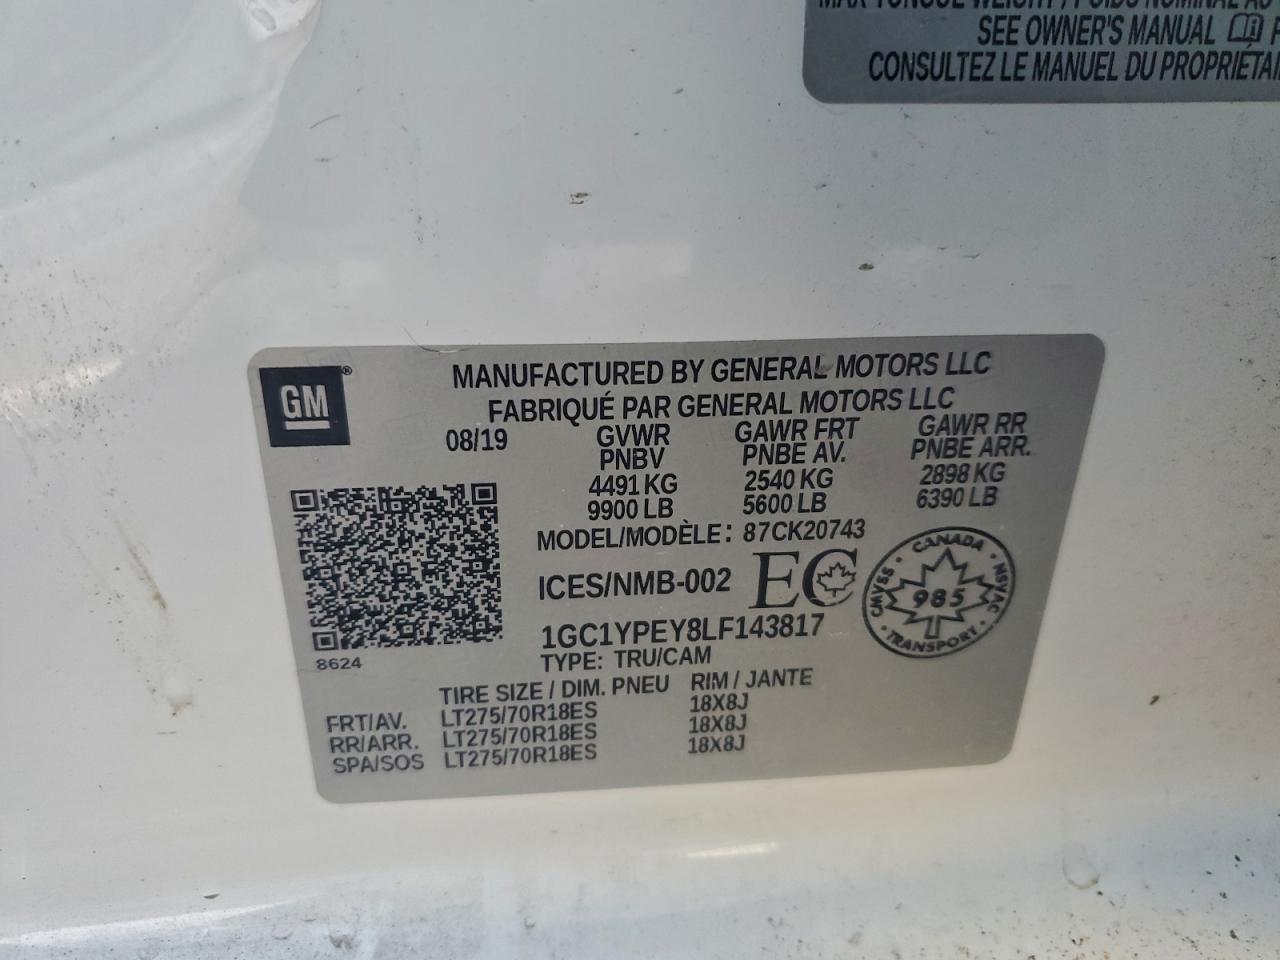 SEE OWNER'S MANUAL
CONSULTEZ LE MANUEL DU
GM®
MANUFACTURED BY GENERAL MOTORS LLC
FABRIQUÉ PAR GENERAL MOTORS LLC
08/19 GVWR GAWR FRT GAWR RR
PNBV PNBE AV. PNBE ARR.
4491 KG 2540 KG 2898 KG
9900 LB 5600 LB 6390 LB
MODEL/MODÈLE: 87CK20743
ICES/NMB-002 EC
CANADA
CMVSS 985 NSVAC
TRANSPORT
1GC1YPEY8LF143817
8624 TYPE: TRU/CAM
TIRE SIZE / DIM. PNEU RIM / JANTE
FRT/AV. LT275/70R18ES 18X8J
RR/ARR. LT275/70R18ES 18X8J
SPA/SOS LT275/70R18ES 18X8J